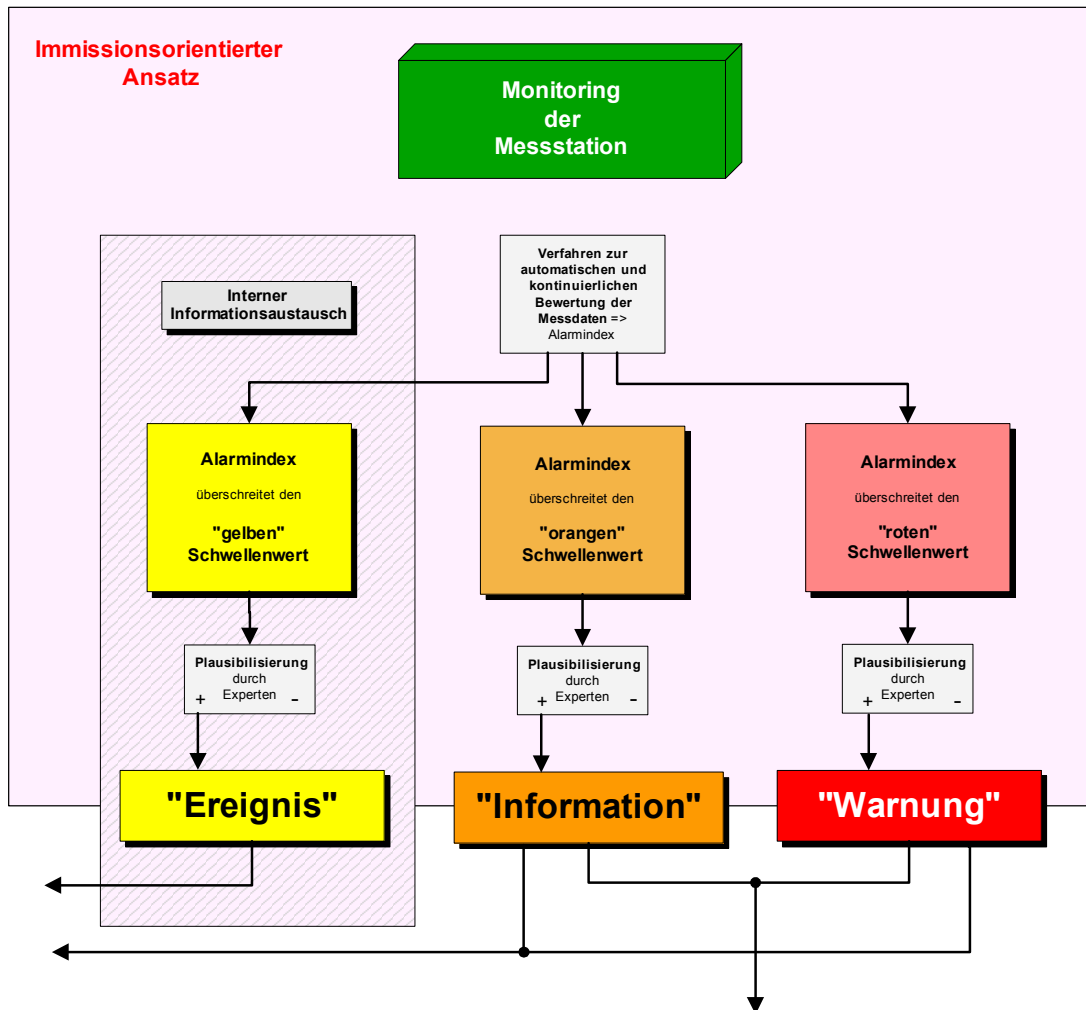 Immissionsorientierter
Ansatz
Monitoring
der
Messstation
Verfahren zur
automatischen und
kontinuierlichen
Bewertung der
Messdaten =>
Alarmindex
Interner
Informationsaustausch
Alarmindex
überschreitet den
"gelben"
Schwellenwert
Alarmindex
überschreitet den
"orangen"
Schwellenwert
Alarmindex
überschreitet den
"roten"
Schwellenwert
Plausibilisierung
durch
+ Experten -
Plausibilisierung
durch
+ Experten -
Plausibilisierung
durch
+ Experten -
"Ereignis"
"Information"
"Warnung"